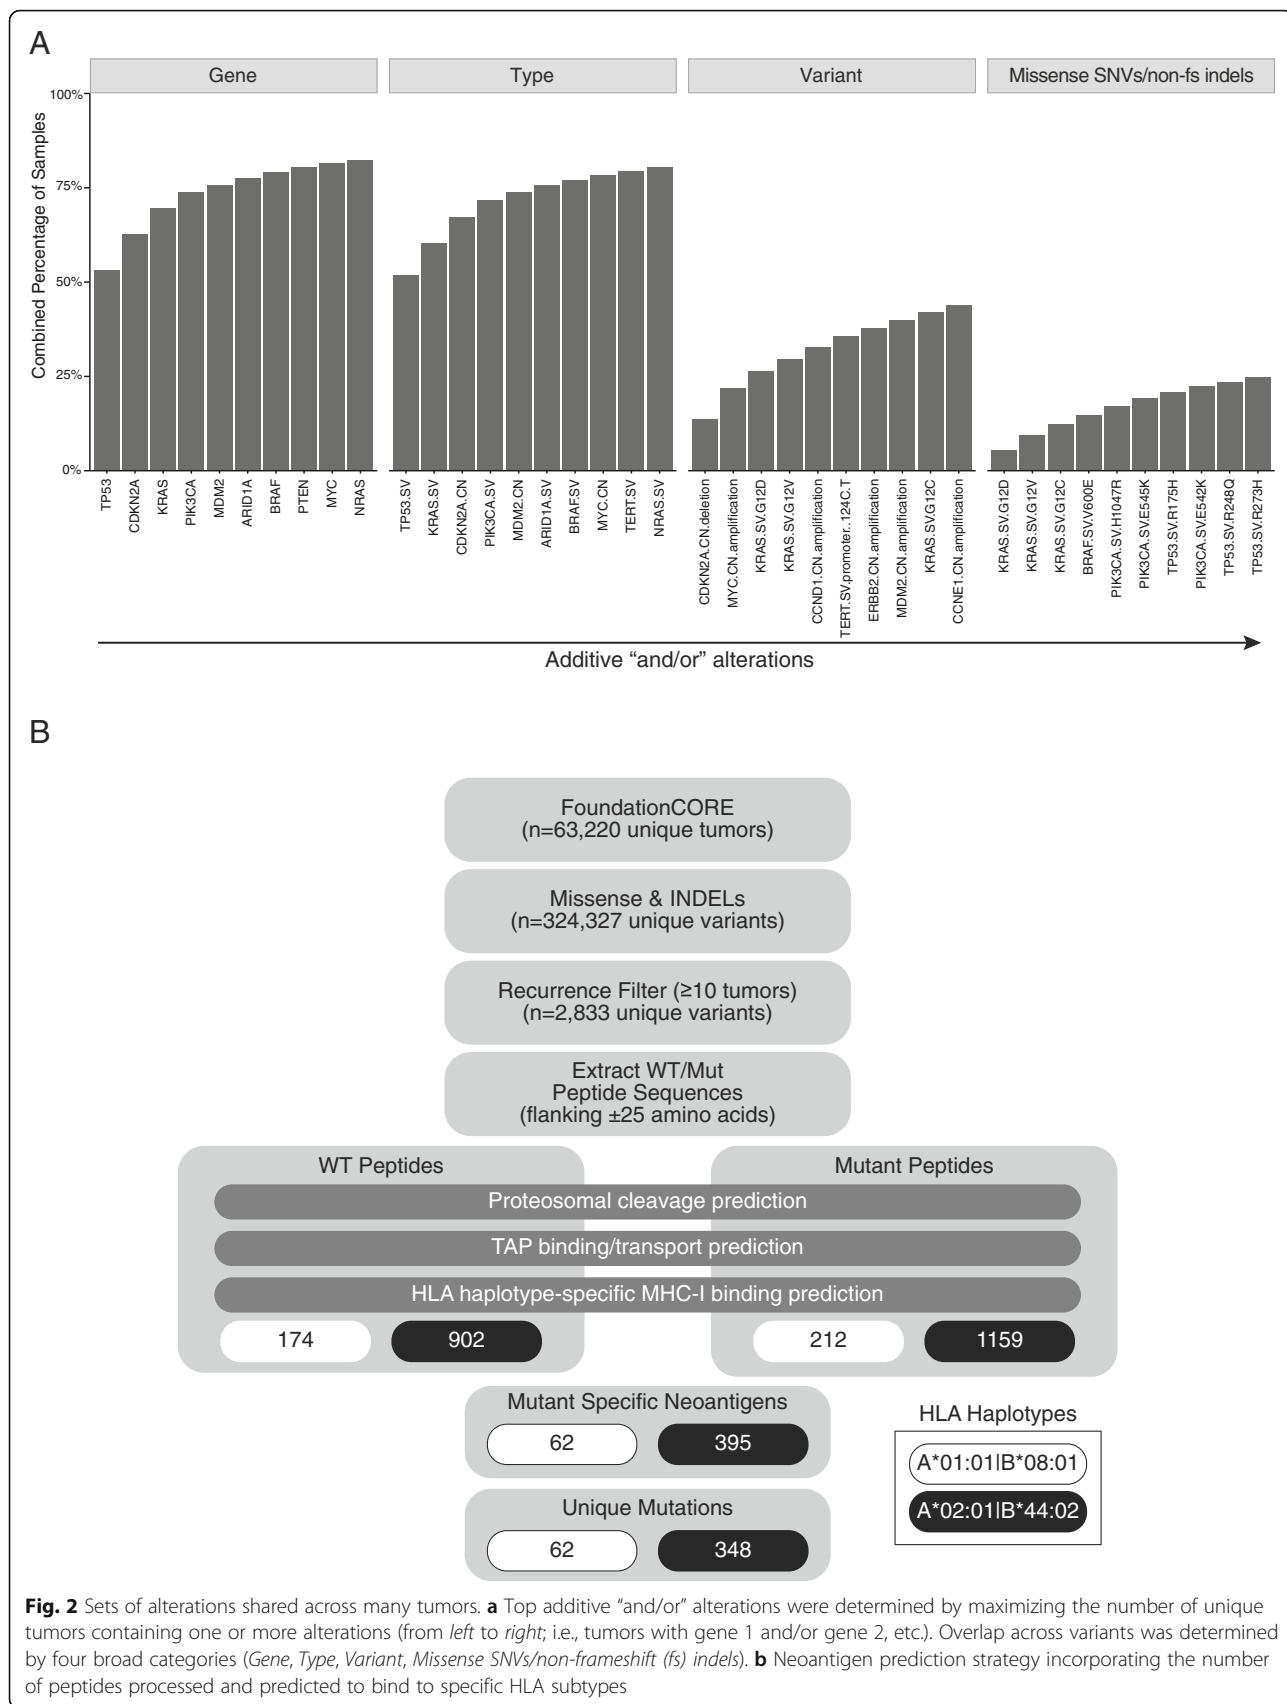 A
Gene
Type
Variant
Missense SNVs/non-fs indels
Combined Percentage of Samples
100%
75%
50%
25%
0%
TP53
CDKN2A
KRAS
PIK3CA
MDM2
ARID1A
BRAF
PTEN
MYC
NRAS
TP53.SV
KRAS.SV
CDKN2A.CN
PIK3CA.SV
MDM2.CN
ARID1A.SV
BRAF.SV
MYC.CN
TERT.SV
NRAS.SV
CDKN2A.CN.deletion
MYC.CN.amplification
KRAS.SV.G12D
KRAS.SV.G12V
CCND1.CN.amplification
TERT.SV.promoter..124C.T
ERBB2.CN.amplification
MDM2.CN.amplification
KRAS.SV.G12C
CCNE1.CN.amplification
KRAS.SV.G12D
KRAS.SV.G12V
KRAS.SV.G12C
BRAF.SV.V600E
PIK3CA.SV.H1047R
PIK3CA.SV.E545K
TP53.SV.R175H
PIK3CA.SV.E542K
TP53.SV.R248Q
TP53.SV.R273H
Additive “and/or” alterations
B
FoundationCORE
(n=63,220 unique tumors)
Missense & INDELs
(n=324,327 unique variants)
Recurrence Filter (≥10 tumors)
(n=2,833 unique variants)
Extract WT/Mut
Peptide Sequences
(flanking ±25 amino acids)
WT Peptides
Mutant Peptides
Proteosomal cleavage prediction
TAP binding/transport prediction
HLA haplotype-specific MHC-I binding prediction
174
902
212
1159
Mutant Specific Neoantigens
62
395
Unique Mutations
62
348
HLA Haplotypes
A*01:01|B*08:01
A*02:01|B*44:02
Fig. 2 Sets of alterations shared across many tumors. a Top additive “and/or” alterations were determined by maximizing the number of unique
tumors containing one or more alterations (from left to right; i.e., tumors with gene 1 and/or gene 2, etc.). Overlap across variants was determined
by four broad categories (Gene, Type, Variant, Missense SNVs/non-frameshift (fs) indels). b Neoantigen prediction strategy incorporating the number
of peptides processed and predicted to bind to specific HLA subtypes